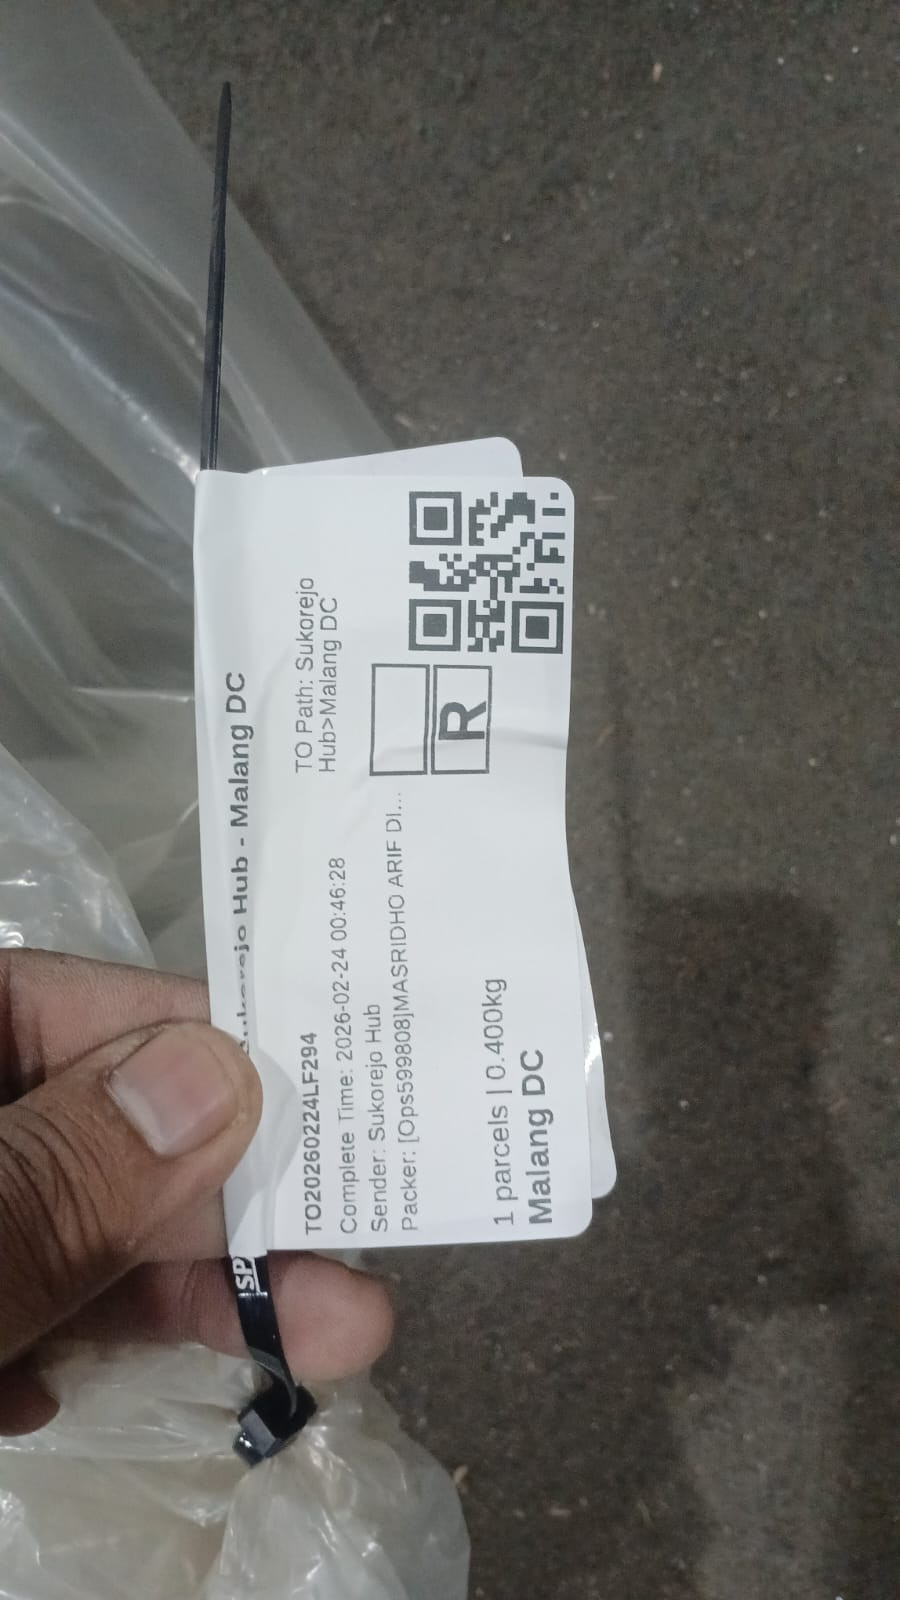 Sukorejo Hub - Malang DC
TO20260224LF294
TO Path: Sukorejo
Hub>Malang DC
Complete Time: 2026-02-24 00:46:28
Sender: Sukorejo Hub
Packer: [Ops599808]MASRIDHO ARIF DI...
R
1 parcels | 0.400kg
Malang DC